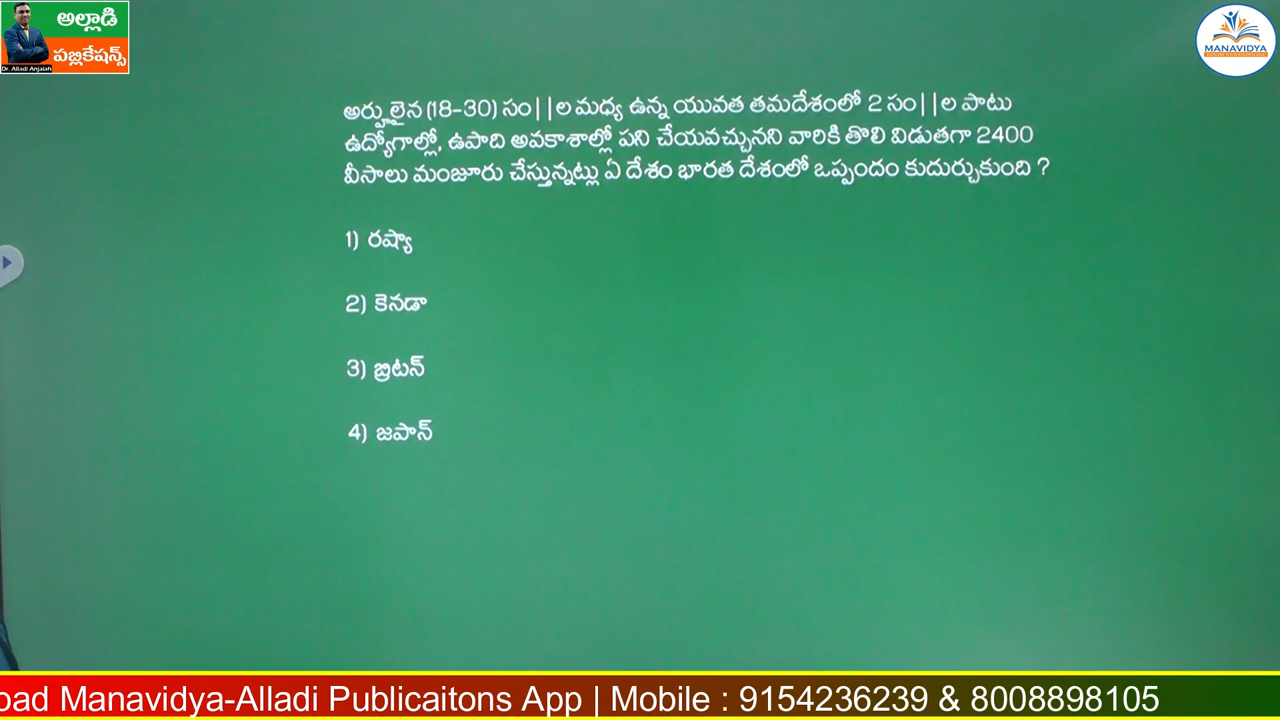 అల్లాడి
పబ్లికేషన్స్
Dr. Alladi Anjaiah
MANAVIDYA
అర్హులైన (18-30) సం||ల మధ్య ఉన్న యువత తమదేశంలో 2 సం||ల పాటు
ఉద్యోగాల్లో, ఉపాది అవకాశాల్లో పని చేయవచ్చునని వారికి తొలి విడుతగా 2400
వీసాలు మంజూరు చేస్తున్నట్లు ఏ దేశం భారత దేశంలో ఒప్పందం కుదుర్చుకుంది ?
1) రష్యా
2) కెనడా
3) బ్రిటన్
4) జపాన్
oad Manavidya-Alladi Publicaitons App | Mobile : 9154236239 & 8008898105